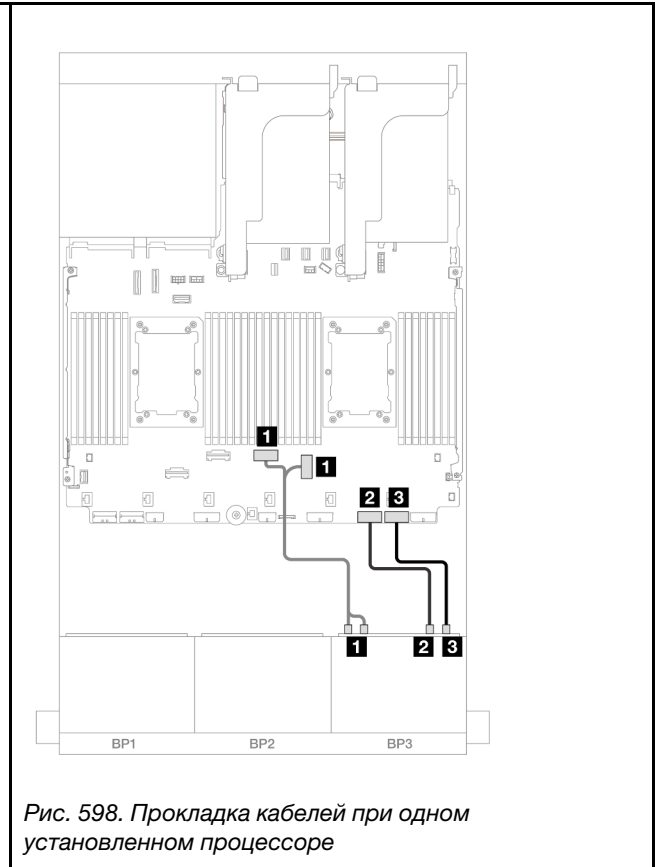 1
1
2 3
1 2 3
BP1 BP2 BP3
Рис. 598. Прокладка кабелей при одном
установленном процессоре